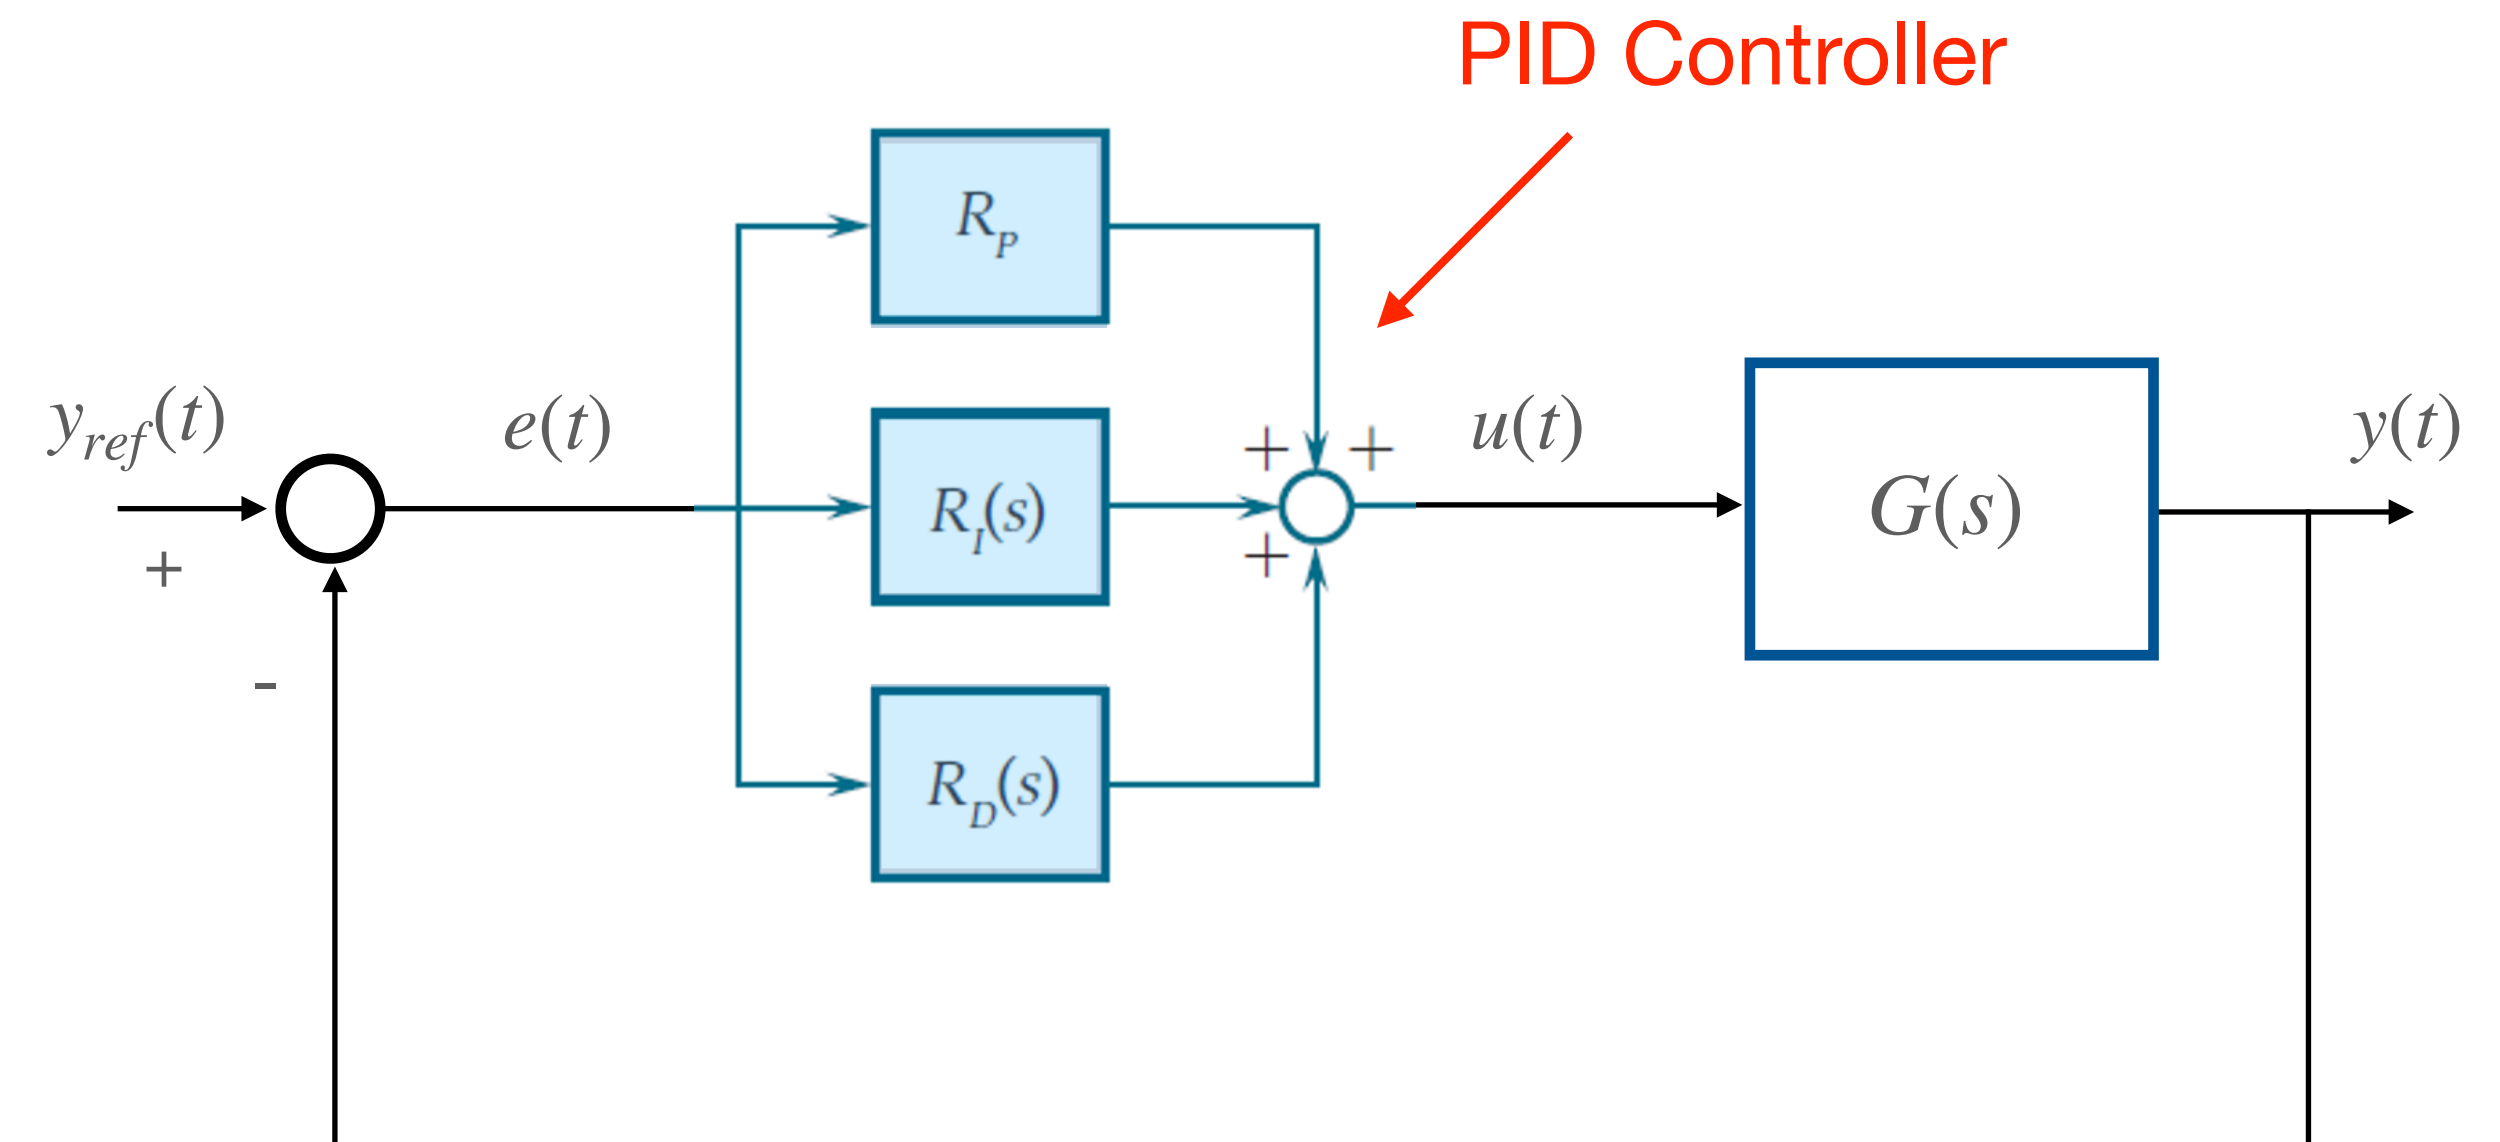 PID Controller
R_P
y_ref(t)
e(t)
u(t)
y(t)
+ +
R_I(s)
G(s)
+
+
-
R_D(s)